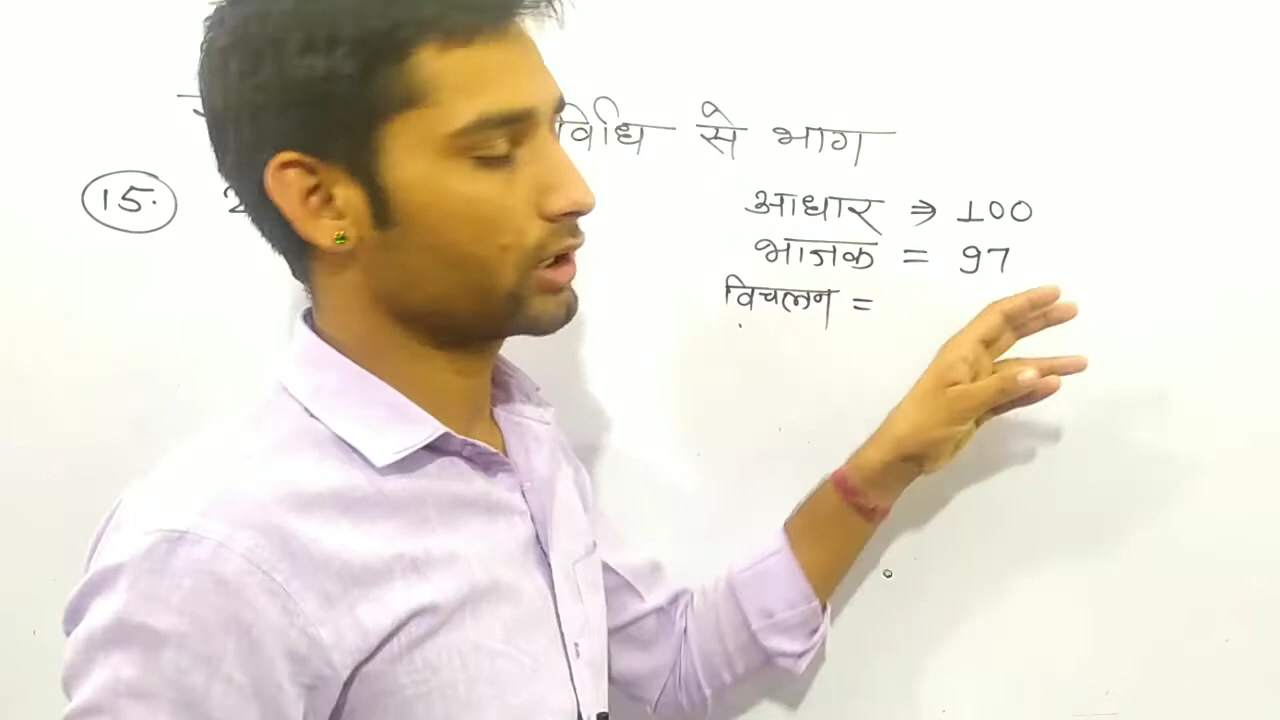 विधि से भाग
15.
आधार ⇒ 100
भाजक = 97
विचलन =